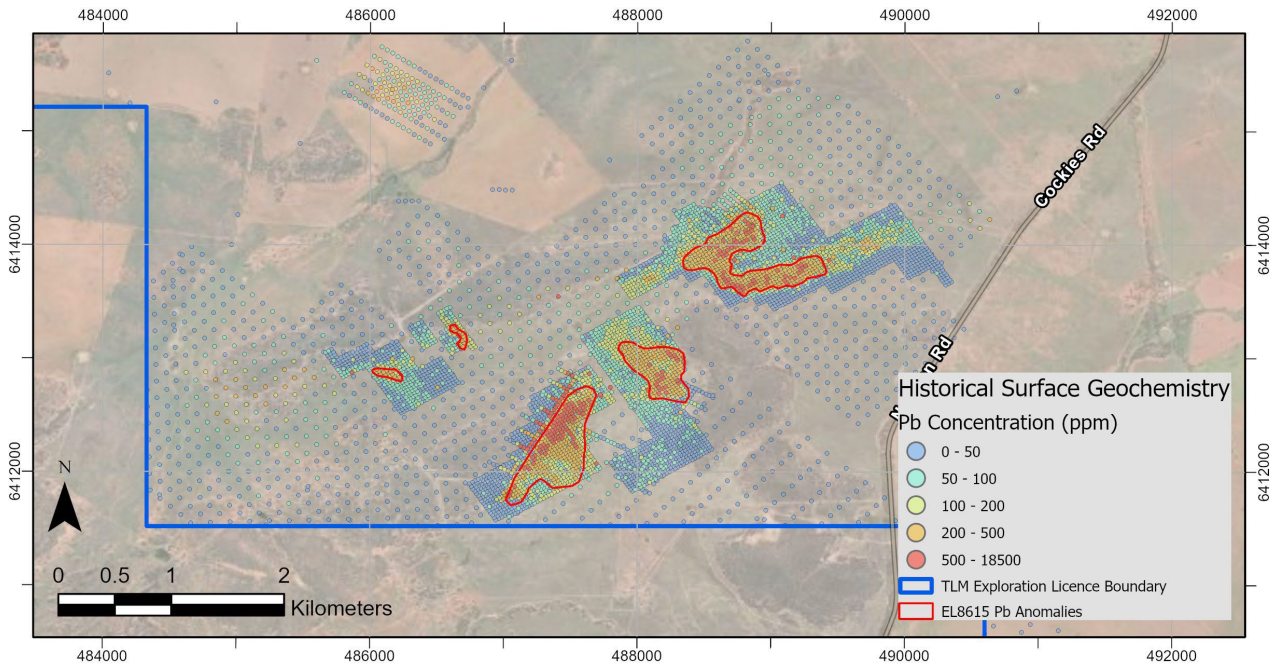 484000 486000 488000 490000 492000
Cockies Rd
6414000 6414000
n Rd
Historical Surface Geochemistry
Pb Concentration (ppm)
0 - 50
50 - 100
100 - 200
200 - 500
500 - 18500
TLM Exploration Licence Boundary
EL8615 Pb Anomalies
6412000 6412000
N
0 0.5 1 2
Kilometers
484000 486000 488000 490000 492000